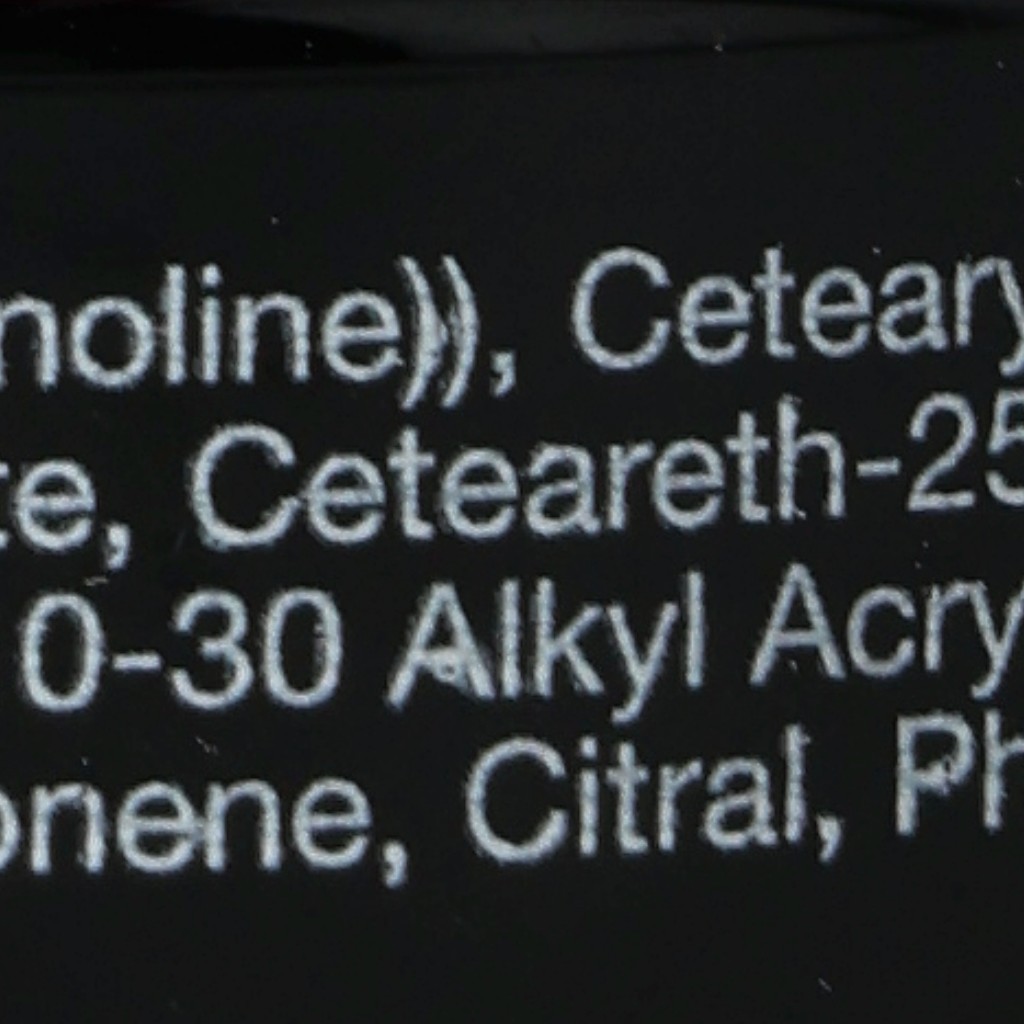 noline)), Ceteary
te, Ceteareth-25
0-30 Alkyl Acry
onene, Citral, Ph